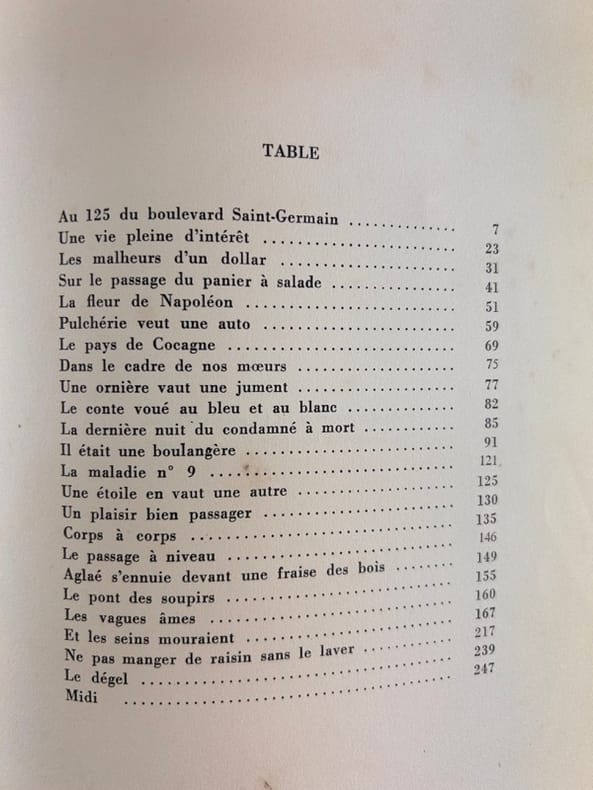 TABLE
Au 125 du boulevard Saint-Germain .............. 7
Une vie pleine d'intérêt .............. 23
Les malheurs d'un dollar .............. 31
Sur le passage du panier à salade .............. 41
La fleur de Napoléon .............. 51
Pulchérie veut une auto .............. 59
Le pays de Cocagne .............. 69
Dans le cadre de nos mœurs .............. 75
Une ornière vaut une jument .............. 77
Le conte voué au bleu et au blanc .............. 82
La dernière nuit du condamné à mort .............. 85
Il était une boulangère .............. 91
La maladie n° 9 .............. 121
Une étoile en vaut une autre .............. 125
Un plaisir bien passager .............. 130
Corps à corps .............. 135
Le passage à niveau .............. 146
Aglaé s'ennuie devant une fraise des bois .............. 149
Le pont des soupirs .............. 155
Les vagues âmes .............. 160
Et les seins mouraient .............. 167
Ne pas manger de raisin sans le laver .............. 217
Le dégel .............. 239
Midi .............. 247